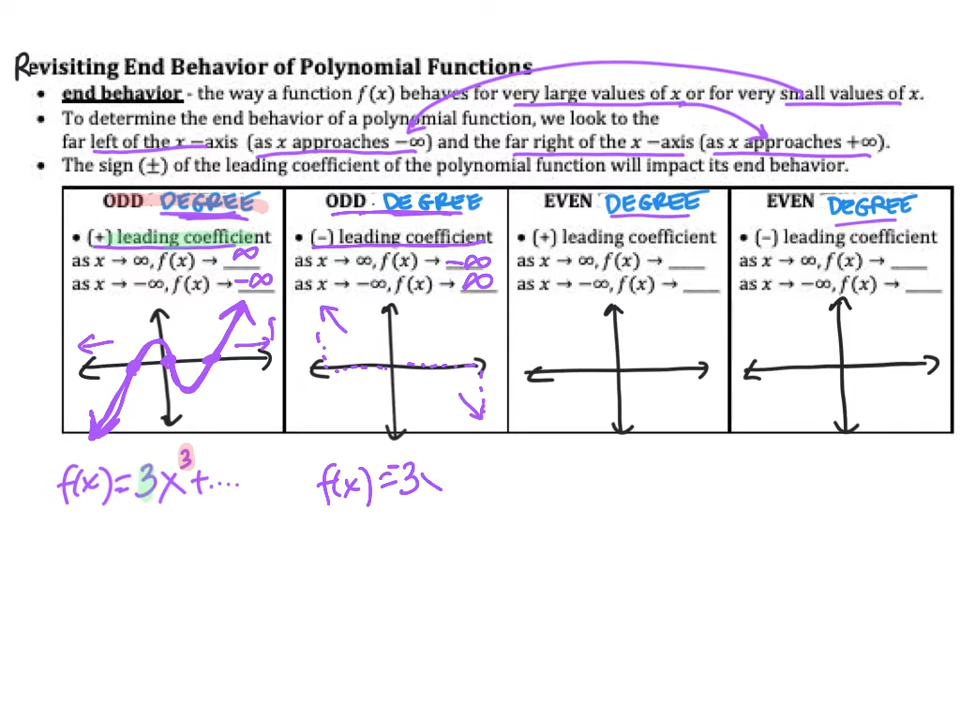 Revisiting End Behavior of Polynomial Functions
• end behavior - the way a function f(x) behaves for very large values of x or for very small values of x.
• To determine the end behavior of a polynomial function, we look to the
far left of the x −axis (as x approaches −∞) and the far right of the x −axis (as x approaches +∞).
• The sign (±) of the leading coefficient of the polynomial function will impact its end behavior.
ODD DEGREE
• (+) leading coefficient
as x → ∞, f(x) → ∞
as x → −∞, f(x) → -∞
ODD DEGREE
• (−) leading coefficient
as x → ∞, f(x) → -∞
as x → −∞, f(x) → ∞
EVEN DEGREE
• (+) leading coefficient
as x → ∞, f(x) → ____
as x → −∞, f(x) → ____
EVEN DEGREE
• (−) leading coefficient
as x → ∞, f(x) → ____
as x → −∞, f(x) → ____
f(x) = 3x³+....
f(x) = 3